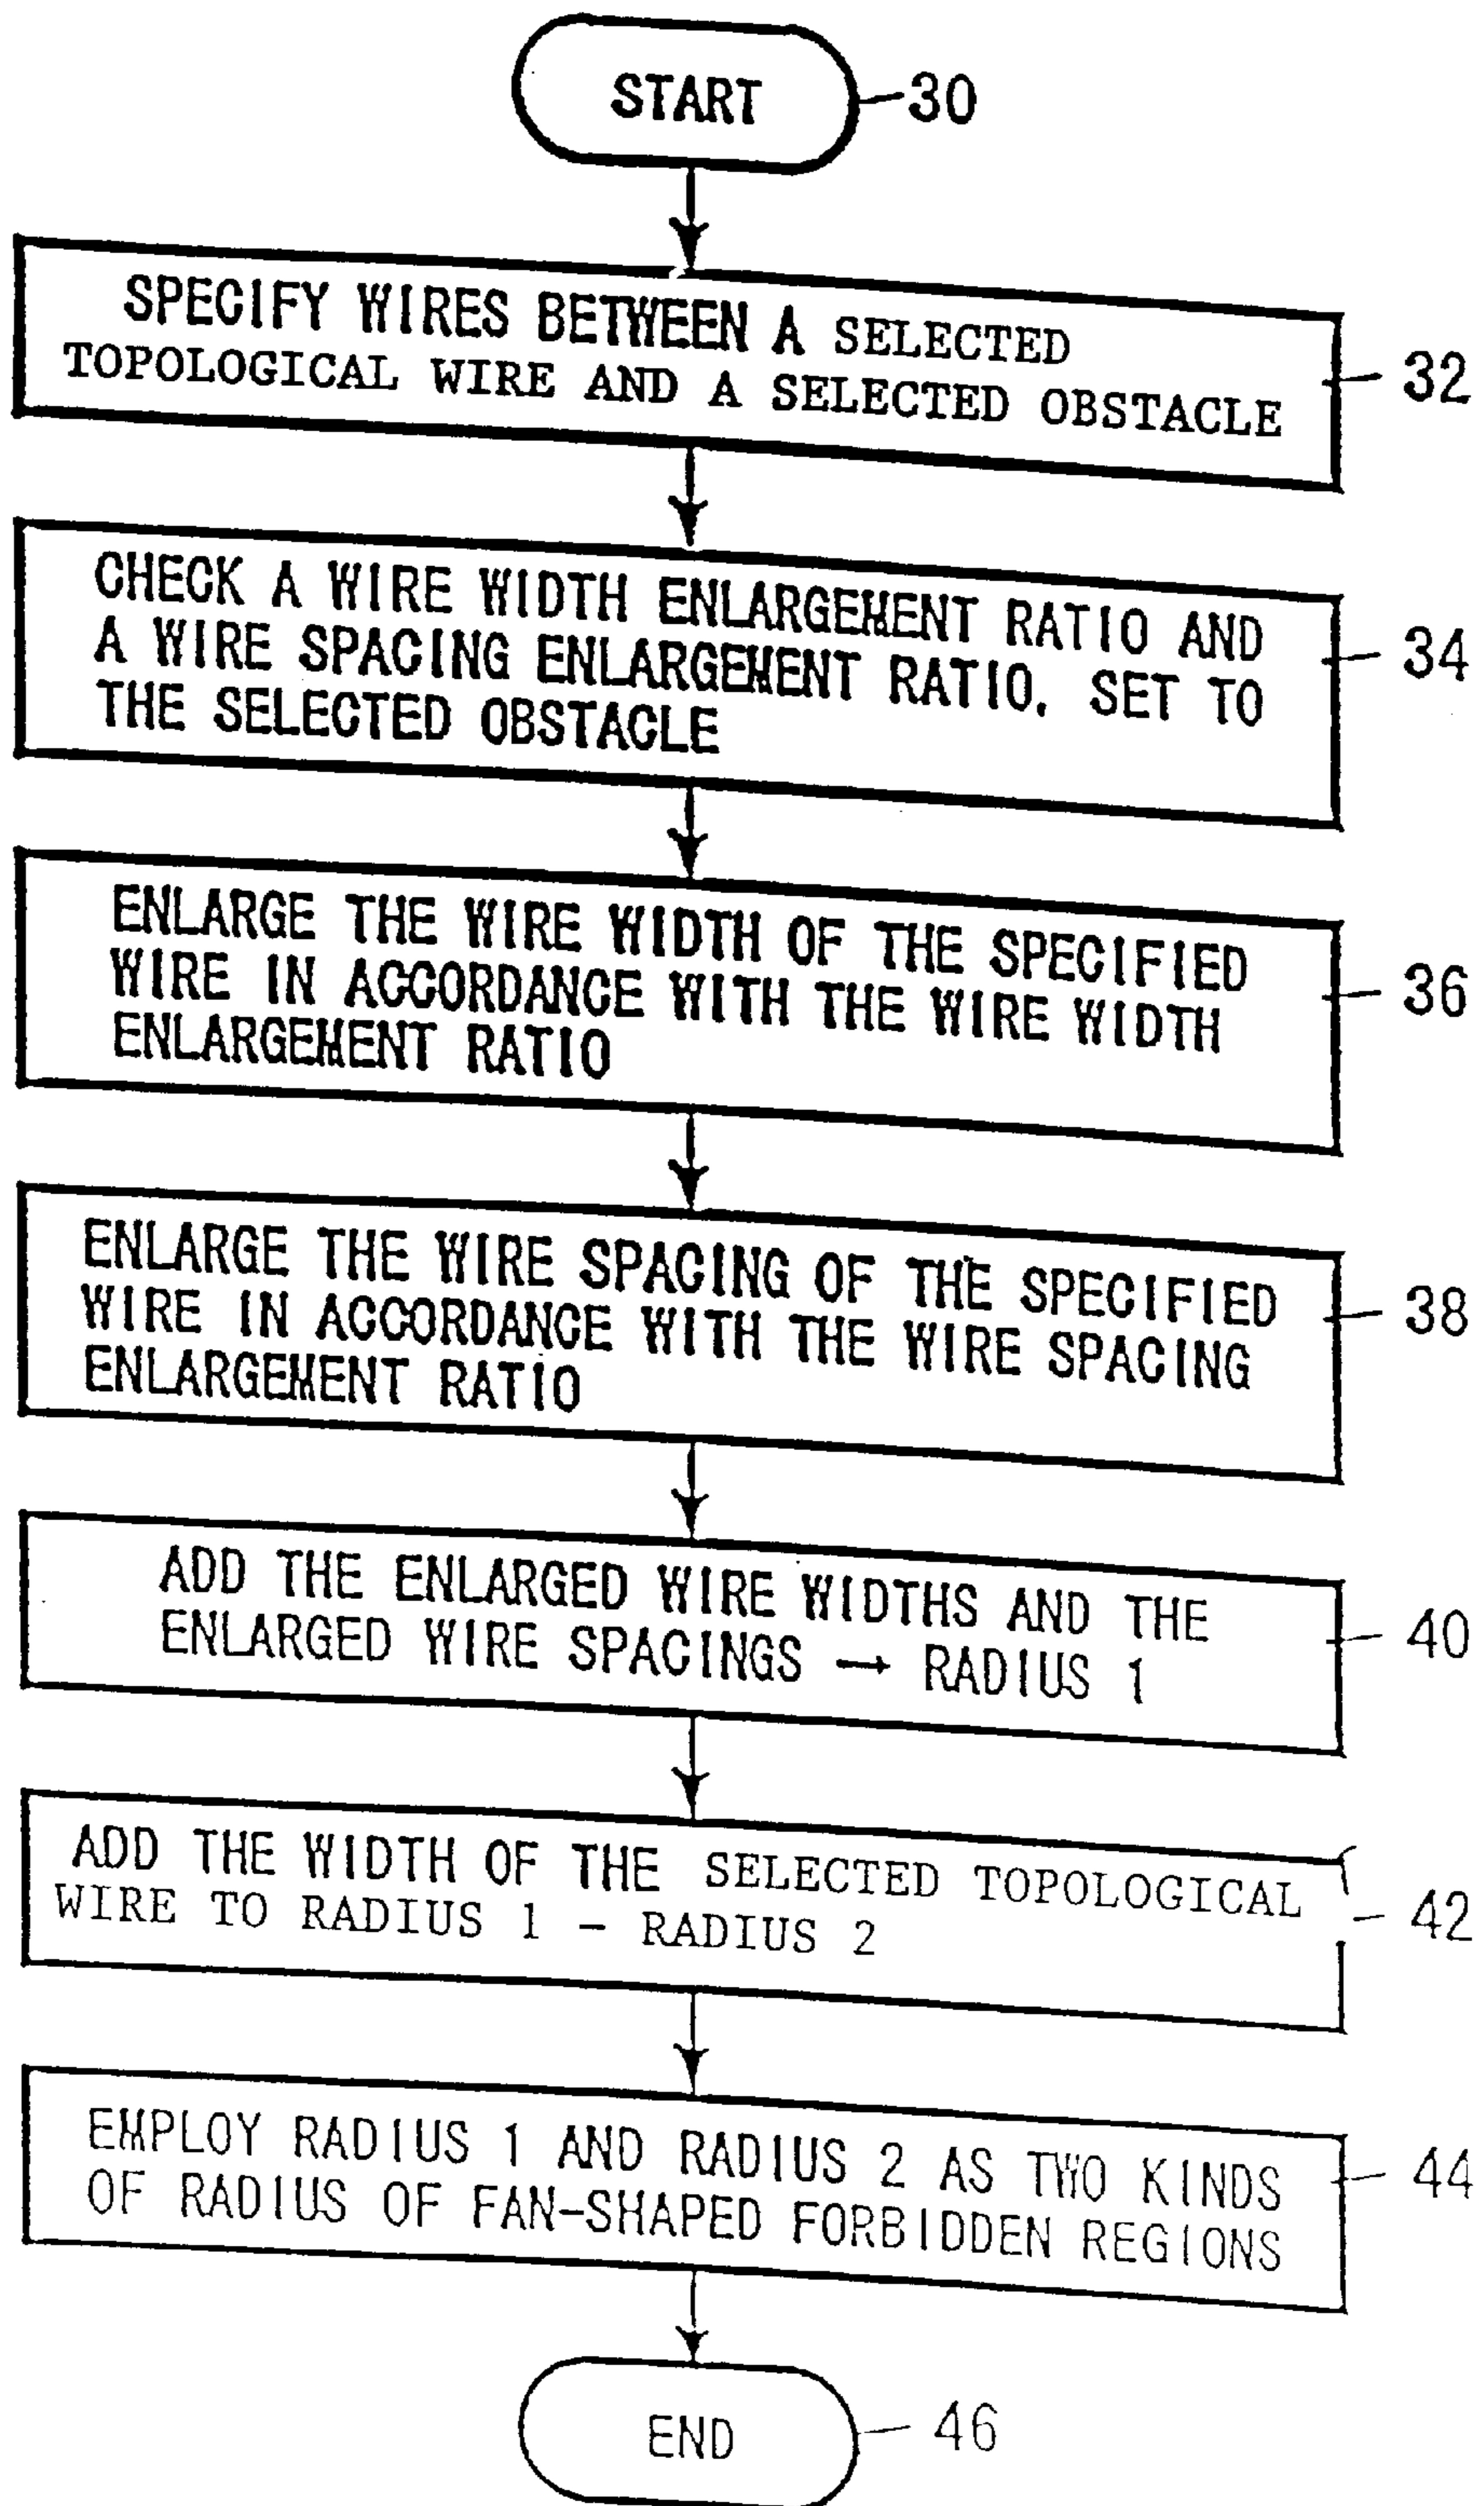 START
30
SPECIFY WIRES BETWEEN A SELECTED
TOPOLOGICAL WIRE AND A SELECTED OBSTACLE
32
CHECK A WIRE WIDTH ENLARGEMENT RATIO AND
A WIRE SPACING ENLARGEMENT RATIO, SET TO
THE SELECTED OBSTACLE
34
ENLARGE THE WIRE WIDTH OF THE SPECIFIED
WIRE IN ACCORDANCE WITH THE WIRE WIDTH
ENLARGEMENT RATIO
36
ENLARGE THE WIRE SPACING OF THE SPECIFIED
WIRE IN ACCORDANCE WITH THE WIRE SPACING
ENLARGEMENT RATIO
38
ADD THE ENLARGED WIRE WIDTHS AND THE
ENLARGED WIRE SPACINGS → RADIUS 1
40
ADD THE WIDTH OF THE SELECTED TOPOLOGICAL
WIRE TO RADIUS 1 – RADIUS 2
42
EMPLOY RADIUS 1 AND RADIUS 2 AS TWO KINDS
OF RADIUS OF FAN-SHAPED FORBIDDEN REGIONS
44
END
46